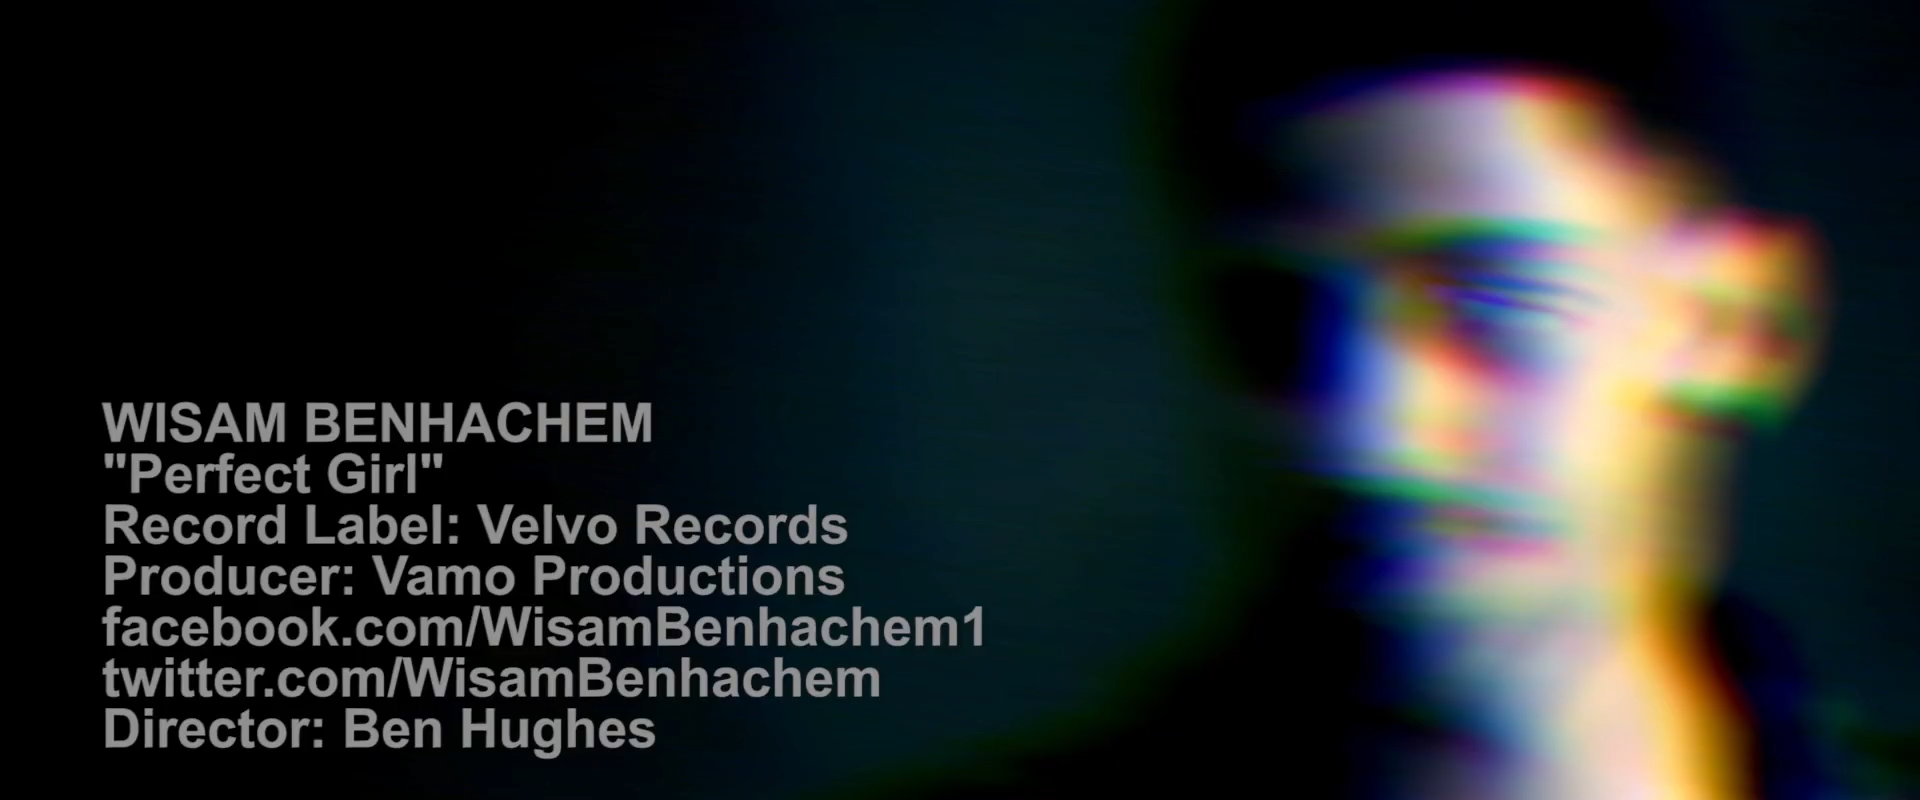 WISAM BENHACHEM
"Perfect Girl"
Record Label: Velvo Records
Producer: Vamo Productions
facebook.com/WisamBenhachem1
twitter.com/WisamBenhachem
Director: Ben Hughes